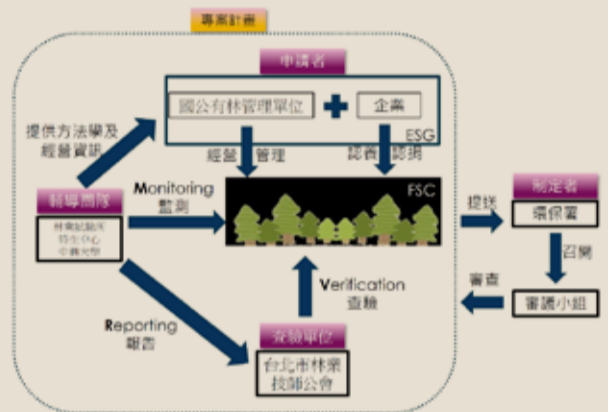 專案計畫
申請者
國公有林管理單位
企業
ESG
提供方法學及
經營資訊
經營 管理
認養 認捐
FSC
Monitoring
監測
輔導團隊
林業試驗所
特生中心
中興大學
提送
制定者
環保署
召開
審查
審議小組
Verification
查驗
Reporting
報告
查驗單位
台北市林業
技師公會